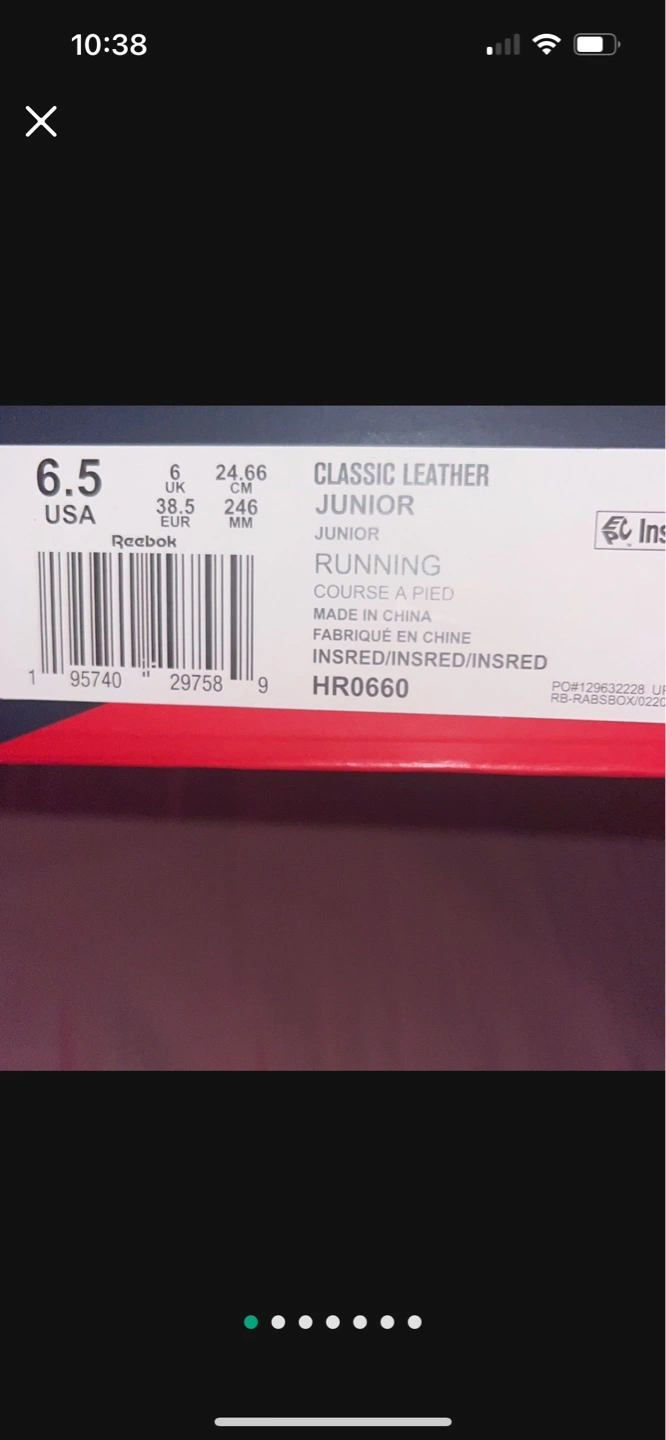 10:38
6.5
USA
6
UK
38.5
EUR
24.66
CM
246
MM
Reebok
1 95740 29758 9
CLASSIC LEATHER
JUNIOR
JUNIOR
RUNNING
COURSE A PIED
MADE IN CHINA
FABRIQUÉ EN CHINE
INSRED/INSRED/INSRED
HR0660
PO#129632228
RB-RABSBOX/0220